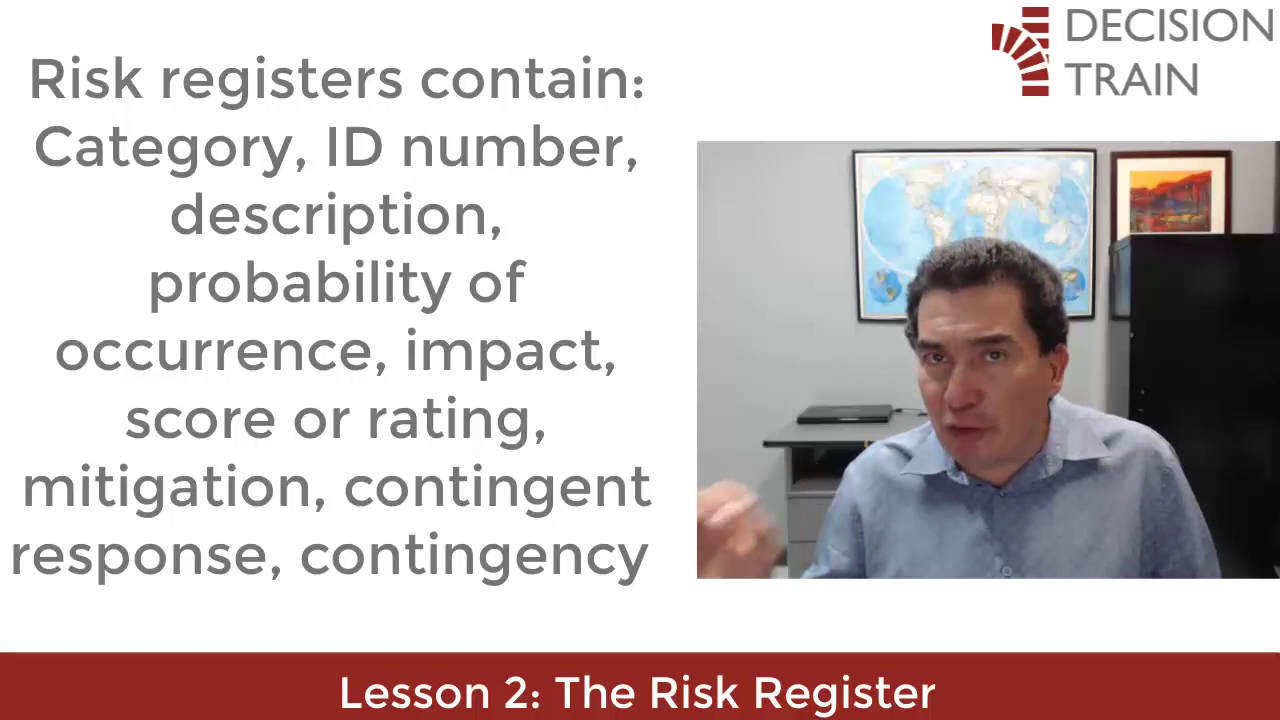 Risk registers contain:
Category, ID number,
description,
probability of
occurrence, impact,
score or rating,
mitigation, contingent
response, contingency
DECISION
TRAIN
Lesson 2: The Risk Register